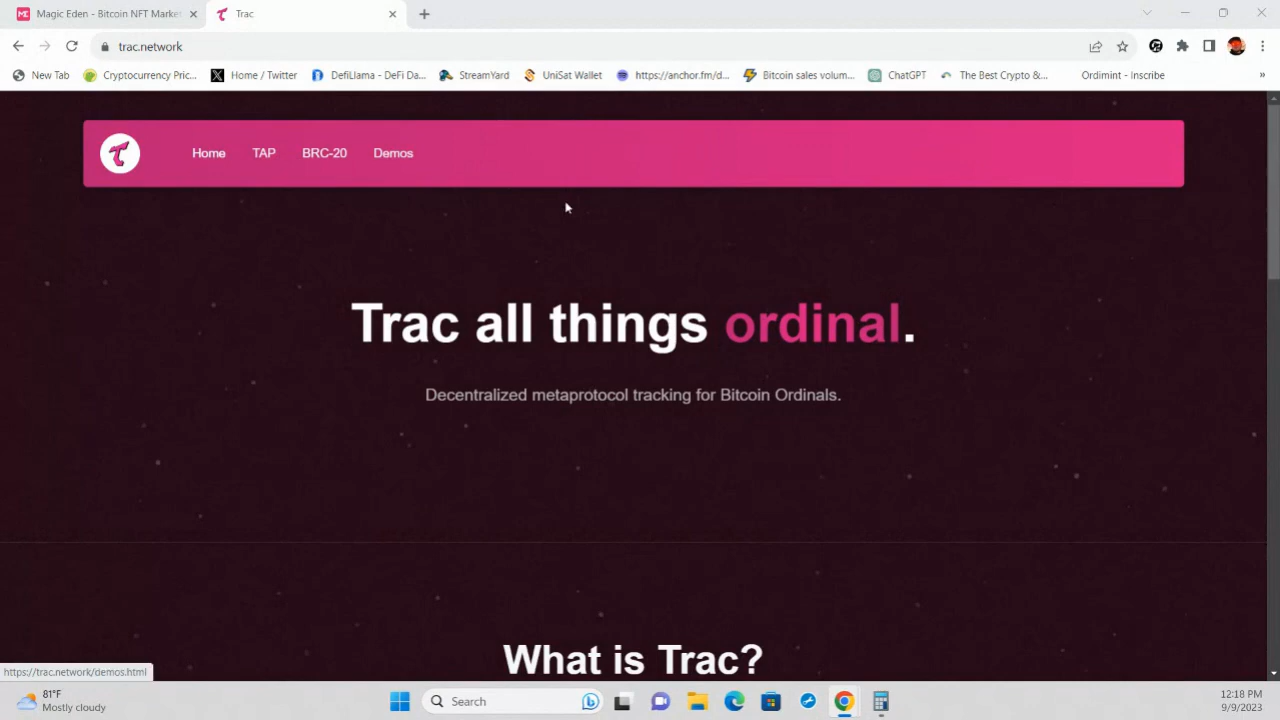 Magic Eden - Bitcoin NFT Market
Trac
trac.network
New Tab
Cryptocurrency Pric...
Home / Twitter
DefiLlama - DeFi Da...
StreamYard
UniSat Wallet
https://anchor.fm/d...
Bitcoin sales volum...
ChatGPT
The Best Crypto &...
Ordimint - Inscribe
»
Home
TAP
BRC-20
Demos
Trac all things ordinal.
Decentralized metaprotocol tracking for Bitcoin Ordinals.
What is Trac?
https://trac.network/demos.html
81°F
Mostly cloudy
Search
12:18 PM
9/9/2023